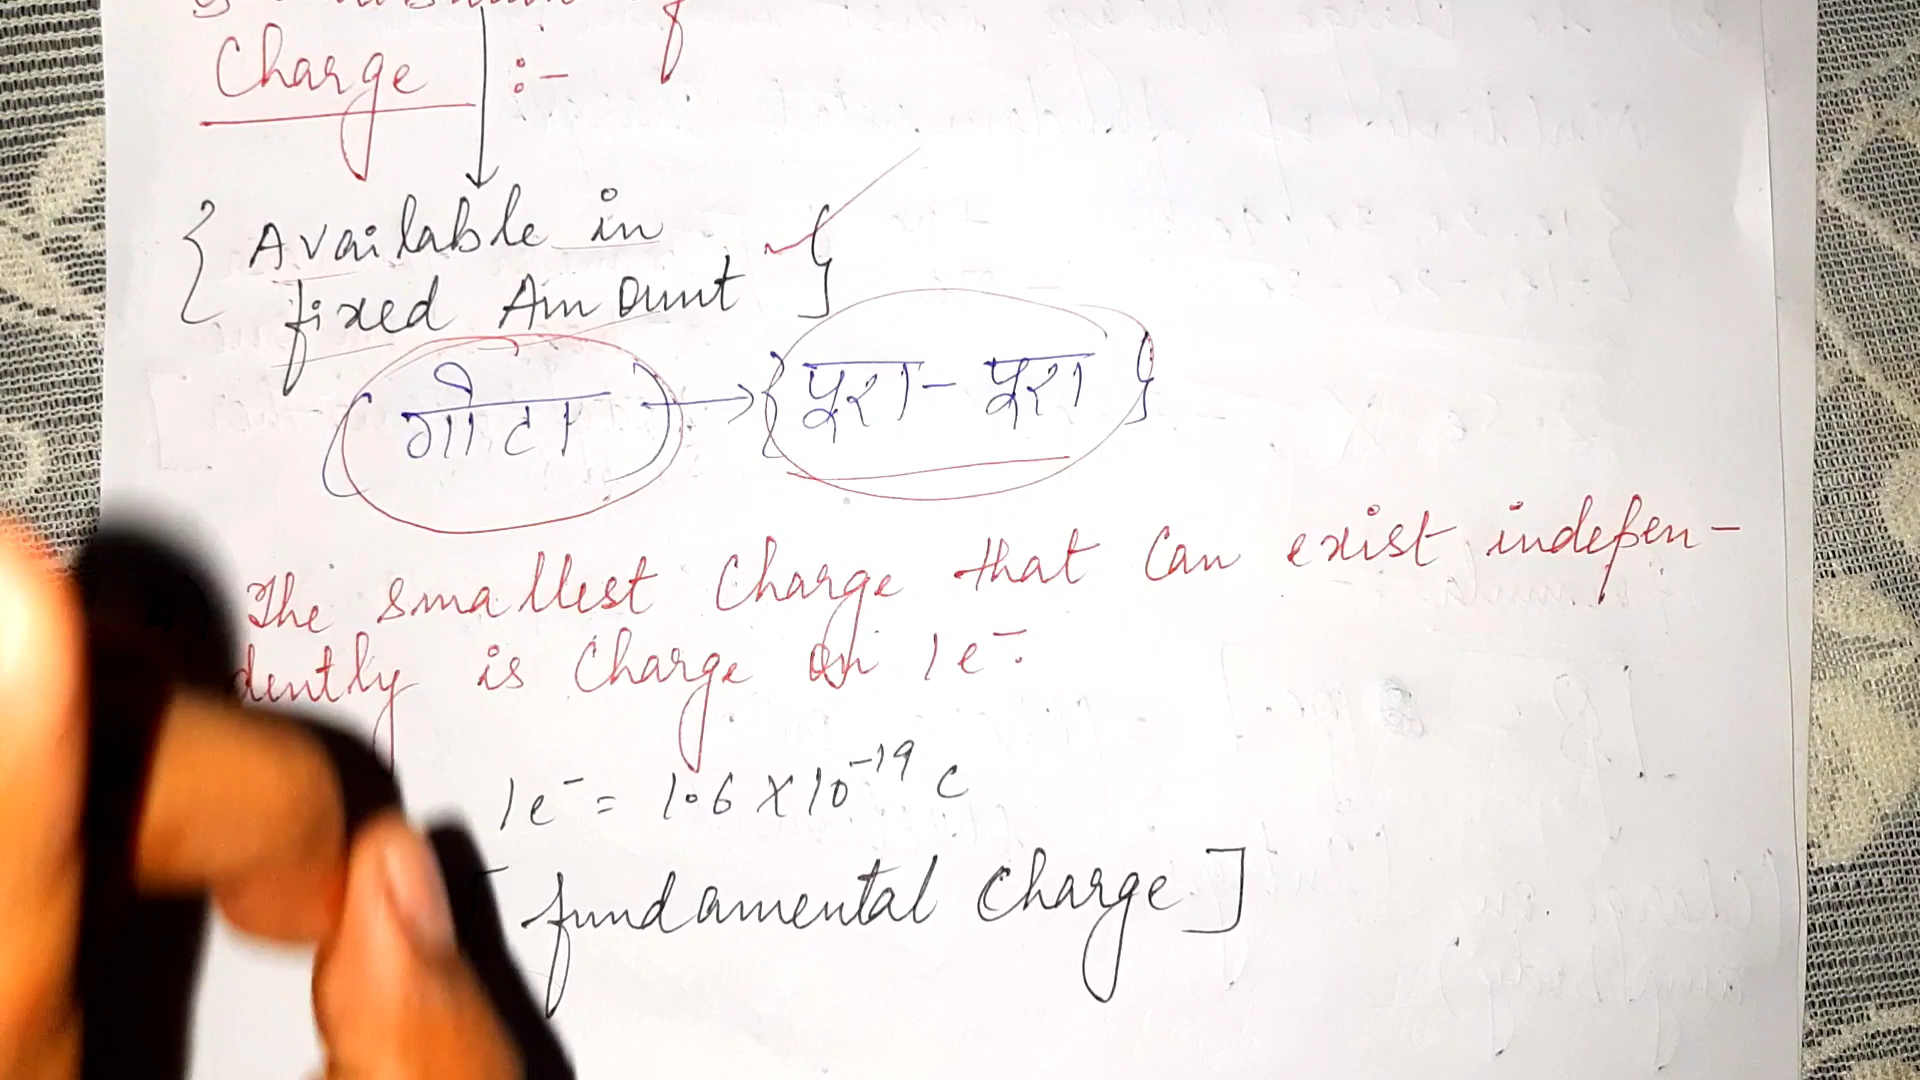 Charge :-
{ Available in
fixed Amount }
( गोटा ) → { पूरा - पूरा }
The smallest Charge that Can exist indepen-
dently is Charge on 1e⁻.
1e⁻ = 1.6 × 10⁻¹⁹ C
fundamental Charge ]